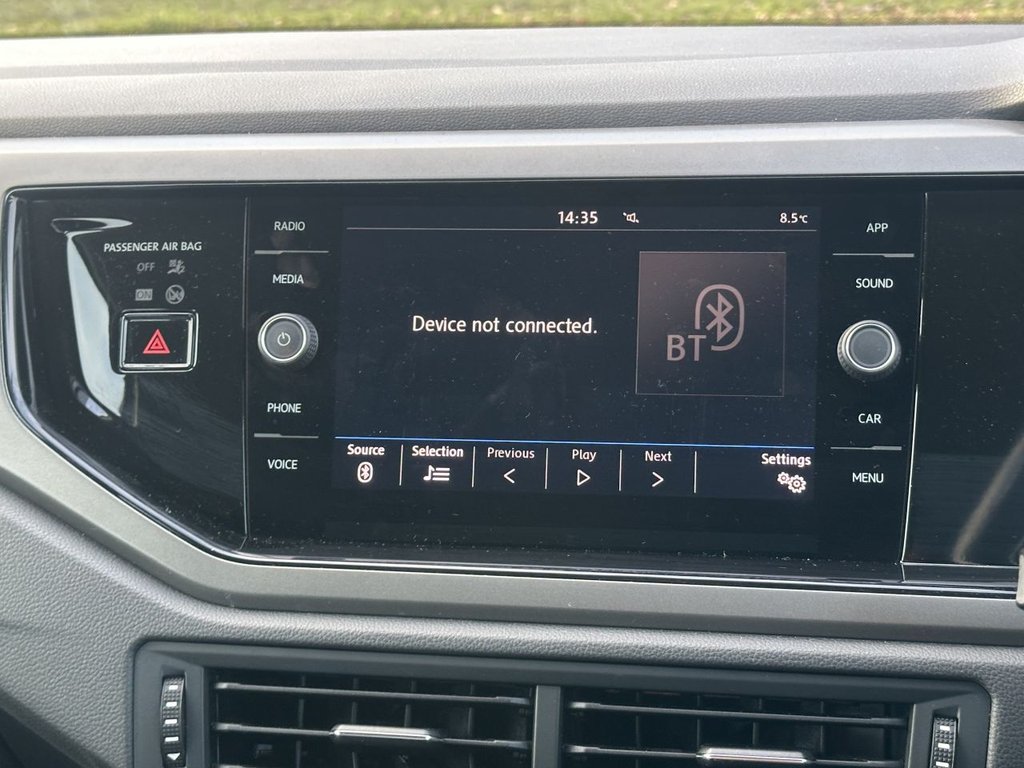 PASSENGER AIR BAG
OFF
ON
RADIO
MEDIA
PHONE
VOICE
14:35
8.5°C
Device not connected.
BT
Source
Selection
Previous
Play
Next
Settings
APP
SOUND
CAR
MENU